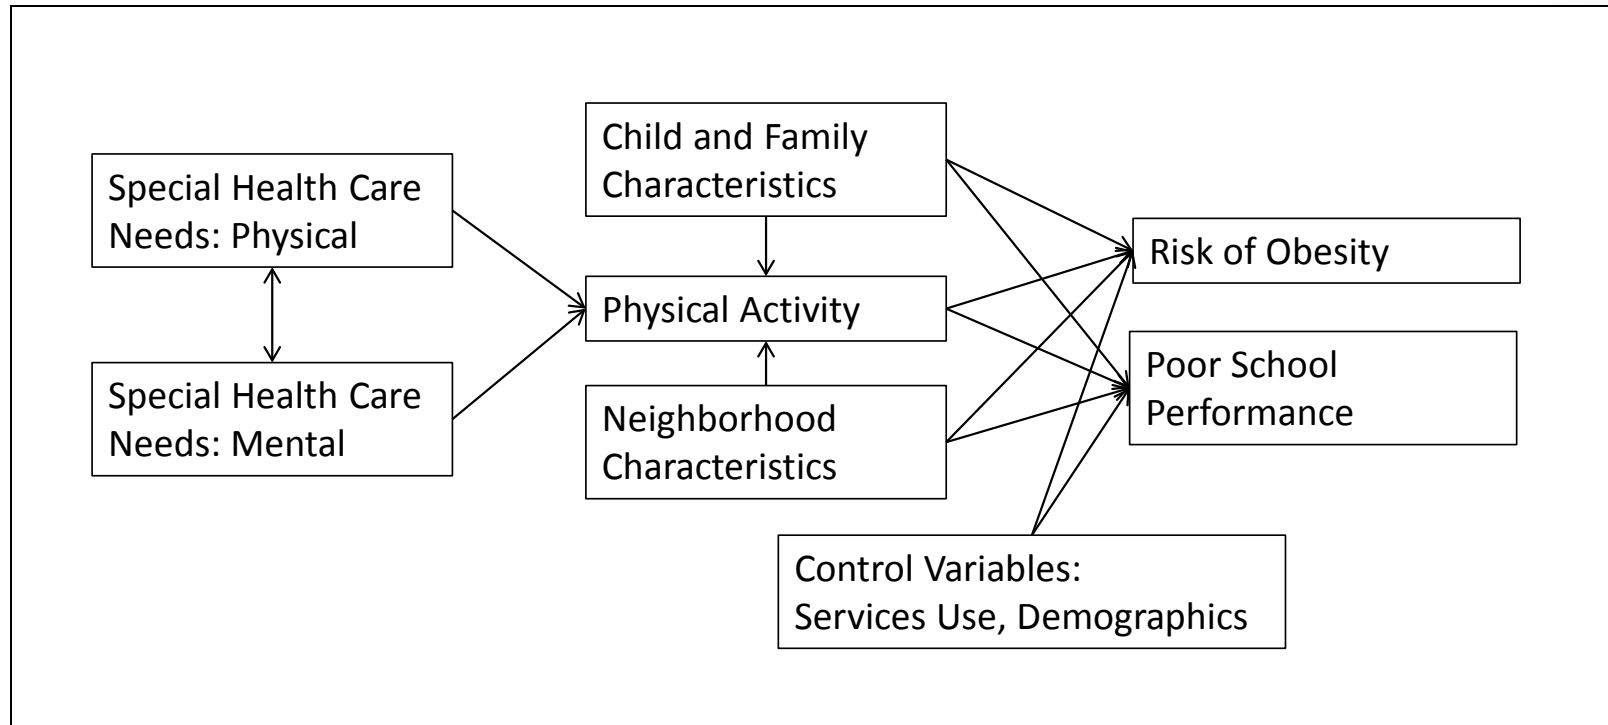 Special Health Care
Needs: Physical
Special Health Care
Needs: Mental
Child and Family
Characteristics
Physical Activity
Neighborhood
Characteristics
Risk of Obesity
Poor School
Performance
Control Variables:
Services Use, Demographics